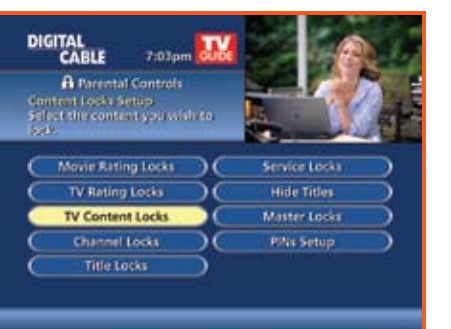 DIGITAL
CABLE 7:03pm TV
GUIDE
Parental Controls
Content Locks Setup
Select the content you wish to
lock.
Movie Rating Locks
Service Locks
TV Rating Locks
Hide Titles
TV Content Locks
Master Locks
Channel Locks
PINs Setup
Title Locks